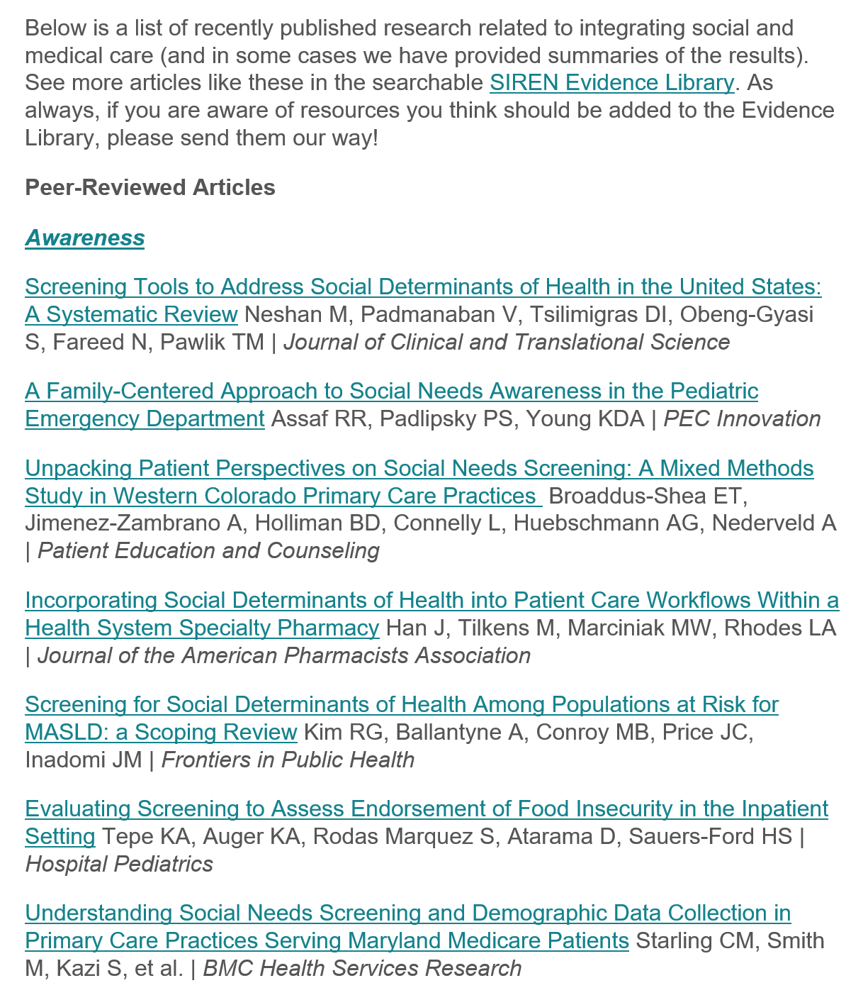 Below is a list of recently published research related to integrating social and
medical care (and in some cases we have provided summaries of the results).
See more articles like these in the searchable SIREN Evidence Library. As
always, if you are aware of resources you think should be added to the Evidence
Library, please send them our way!
Peer-Reviewed Articles
Awareness
Screening Tools to Address Social Determinants of Health in the United States:
A Systematic Review Neshan M, Padmanaban V, Tsilimigras DI, Obeng-Gyasi
S, Fareed N, Pawlik TM | Journal of Clinical and Translational Science
A Family-Centered Approach to Social Needs Awareness in the Pediatric
Emergency Department Assaf RR, Padlipsky PS, Young KDA | PEC Innovation
Unpacking Patient Perspectives on Social Needs Screening: A Mixed Methods
Study in Western Colorado Primary Care Practices Broaddus-Shea ET,
Jimenez-Zambrano A, Holliman BD, Connelly L, Huebschmann AG, Nederveld A
| Patient Education and Counseling
Incorporating Social Determinants of Health into Patient Care Workflows Within a
Health System Specialty Pharmacy Han J, Tilkens M, Marciniak MW, Rhodes LA
| Journal of the American Pharmacists Association
Screening for Social Determinants of Health Among Populations at Risk for
MASLD: a Scoping Review Kim RG, Ballantyne A, Conroy MB, Price JC,
Inadomi JM | Frontiers in Public Health
Evaluating Screening to Assess Endorsement of Food Insecurity in the Inpatient
Setting Tepe KA, Auger KA, Rodas Marquez S, Atarama D, Sauers-Ford HS |
Hospital Pediatrics
Understanding Social Needs Screening and Demographic Data Collection in
Primary Care Practices Serving Maryland Medicare Patients Starling CM, Smith
M, Kazi S, et al. | BMC Health Services Research